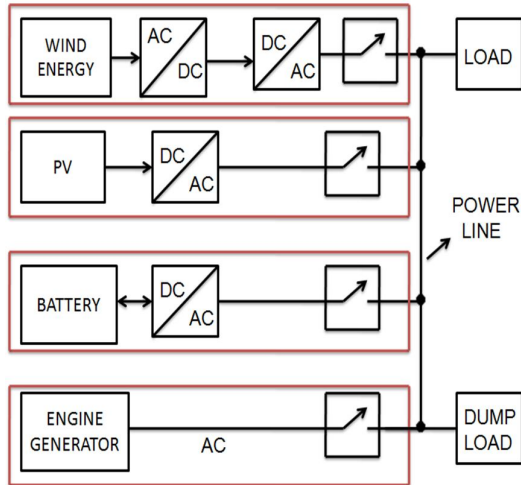 WIND
ENERGY
AC
DC
DC
AC
LOAD
PV
DC
AC
POWER
LINE
BATTERY
DC
AC
ENGINE
GENERATOR
AC
DUMP
LOAD